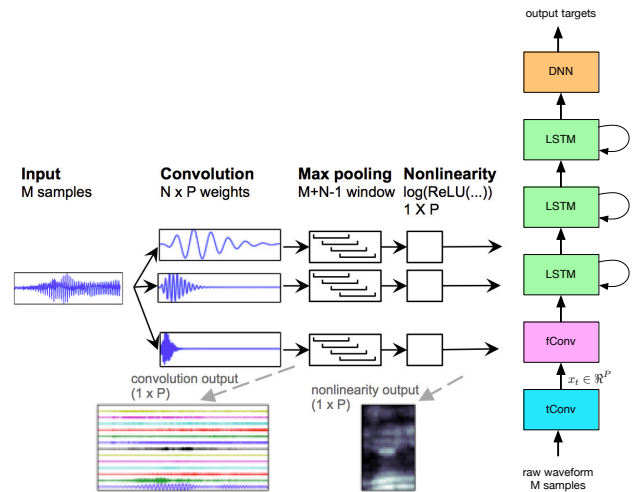 output targets
DNN
LSTM
LSTM
LSTM
fConv
x_t ∈ ℜ^P
tConv
raw waveform
M samples
Input
M samples
Convolution
N x P weights
Max pooling
M+N-1 window
Nonlinearity
log(ReLU(...))
1 X P
convolution output
(1 x P)
nonlinearity output
(1 x P)